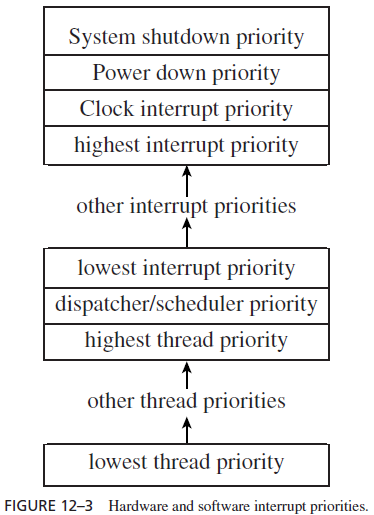 System shutdown priority
Power down priority
Clock interrupt priority
highest interrupt priority
other interrupt priorities
lowest interrupt priority
dispatcher/scheduler priority
highest thread priority
other thread priorities
lowest thread priority
FIGURE 12–3 Hardware and software interrupt priorities.